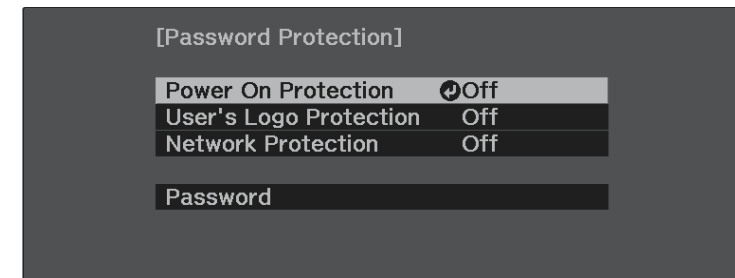 [Password Protection]
Power On Protection Off
User's Logo Protection Off
Network Protection Off
Password